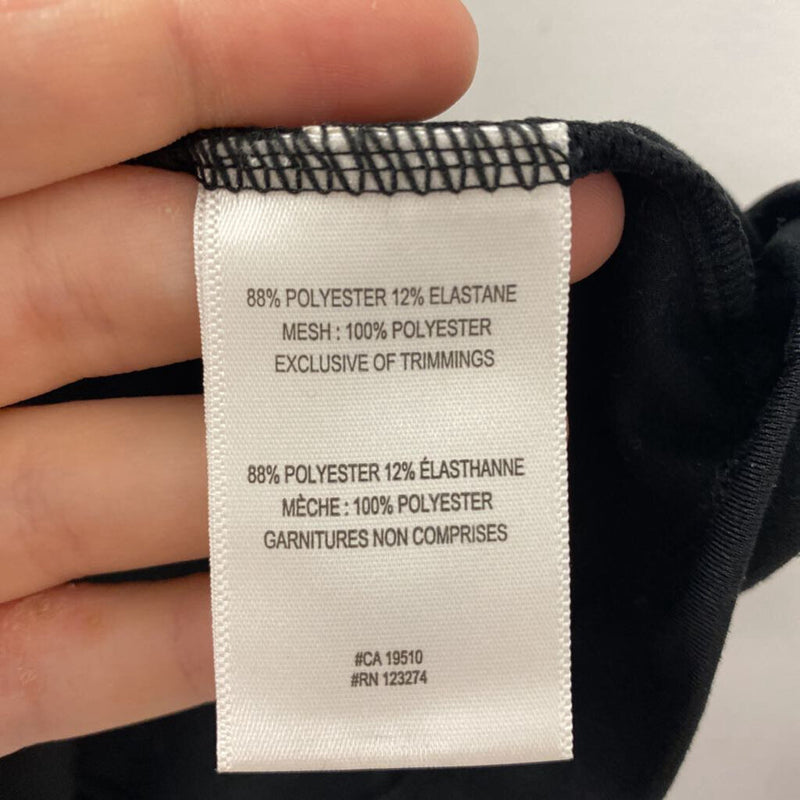 88% POLYESTER 12% ELASTANE
MESH : 100% POLYESTER
EXCLUSIVE OF TRIMMINGS
88% POLYESTER 12% ÉLASTHANNE
MÈCHE : 100% POLYESTER
GARNITURES NON COMPRISES
#CA 19510
#RN 123274